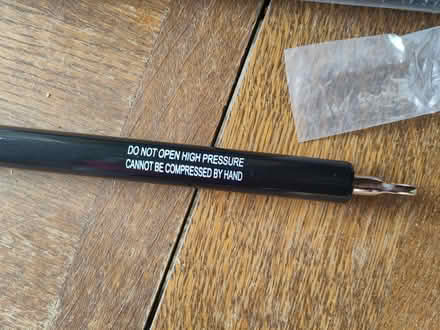 DO NOT OPEN HIGH PRESSURE
CANNOT BE COMPRESSED BY HAND